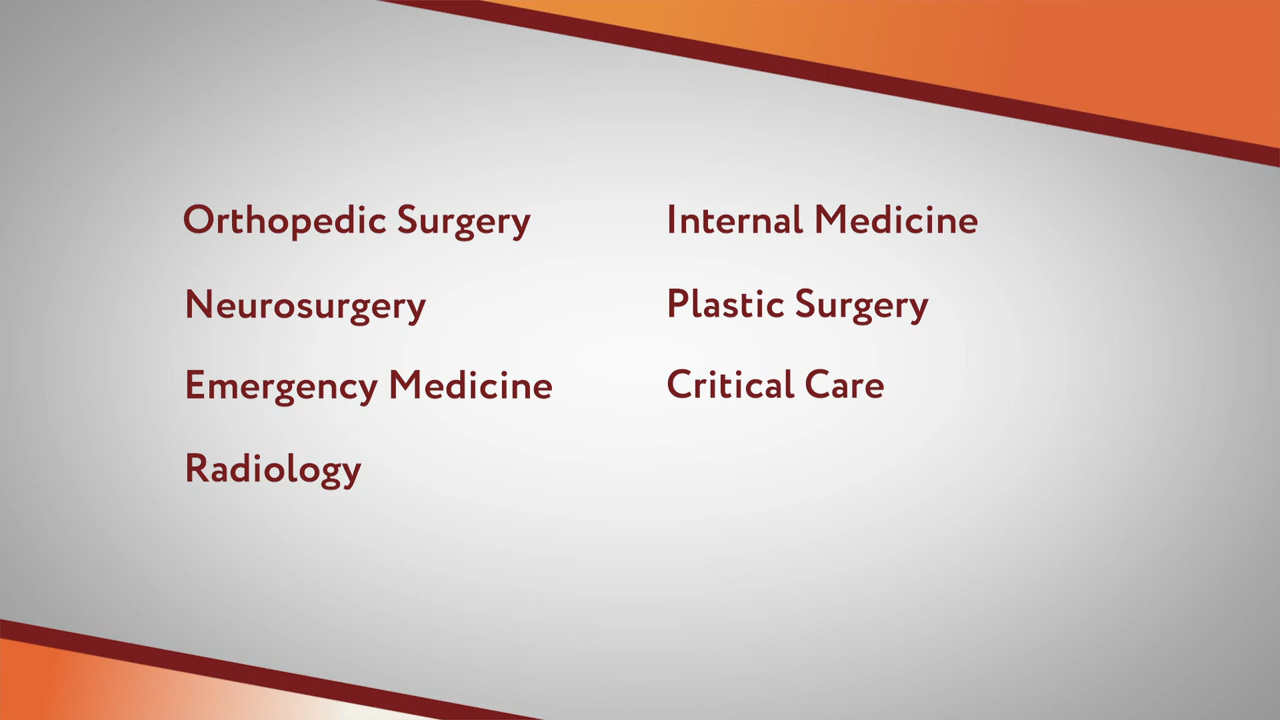 Orthopedic Surgery
Neurosurgery
Emergency Medicine
Radiology
Internal Medicine
Plastic Surgery
Critical Care